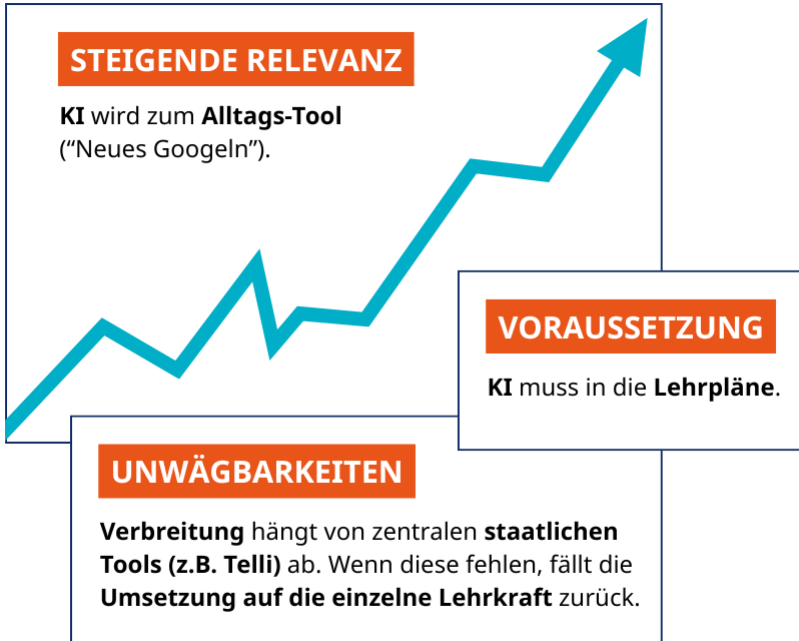 STEIGENDE RELEVANZ
KI wird zum Alltags-Tool
(“Neues Googeln”).
VORAUSSETZUNG
KI muss in die Lehrpläne.
UNWÄGBARKEITEN
Verbreitung hängt von zentralen staatlichen
Tools (z.B. Telli) ab. Wenn diese fehlen, fällt die
Umsetzung auf die einzelne Lehrkraft zurück.